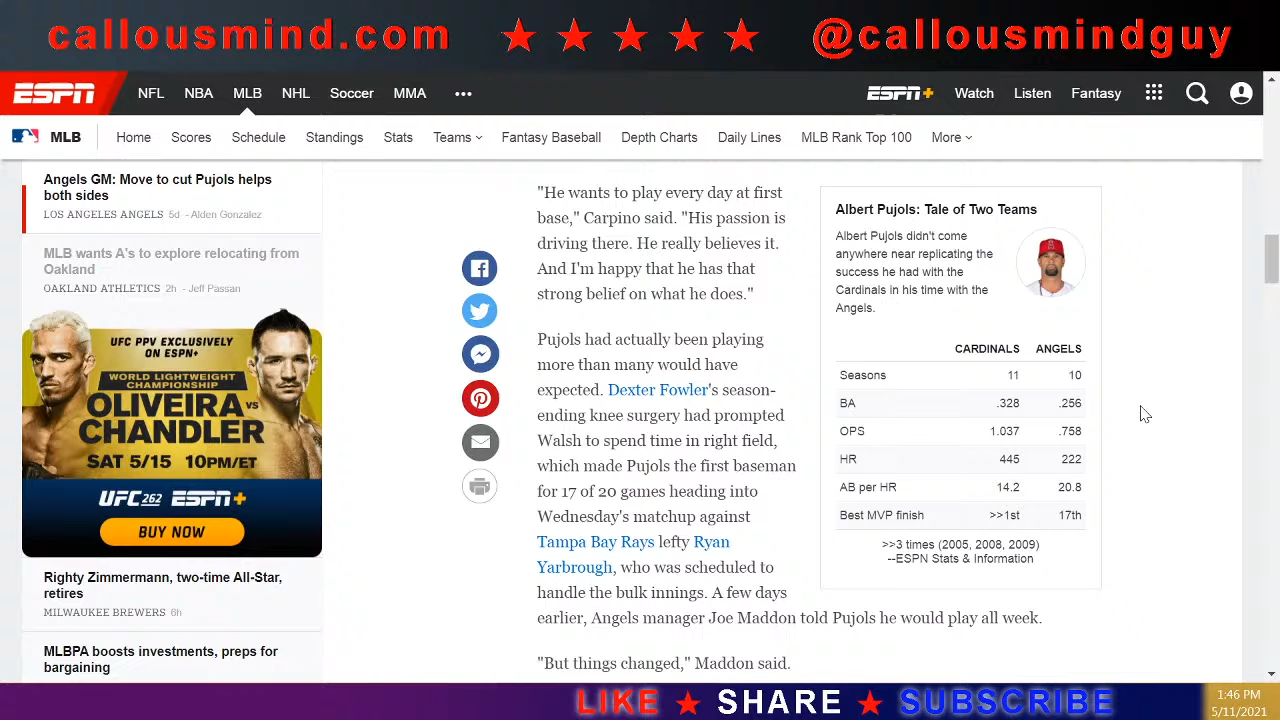 callousmind.com ★ ★ ★ ★ ★ @callousmindguy
ESPN NFL NBA MLB NHL Soccer MMA ••• ESPN+ Watch Listen Fantasy
MLB Home Scores Schedule Standings Stats Teams Fantasy Baseball Depth Charts Daily Lines MLB Rank Top 100 More
Angels GM: Move to cut Pujols helps
both sides
LOS ANGELES ANGELS 5d - Alden Gonzalez
MLB wants A's to explore relocating from
Oakland
OAKLAND ATHLETICS 2h - Jeff Passan
UFC PPV EXCLUSIVELY
ON ESPN+
WORLD LIGHTWEIGHT
CHAMPIONSHIP
OLIVEIRA VS
CHANDLER
SAT 5/15 10PM/ET
UFC 262 ESPN+
BUY NOW
Righty Zimmermann, two-time All-Star,
retires
MILWAUKEE BREWERS 6h
MLBPA boosts investments, preps for
bargaining
"He wants to play every day at first
base," Carpino said. "His passion is
driving there. He really believes it.
And I'm happy that he has that
strong belief on what he does."
Pujols had actually been playing
more than many would have
expected. Dexter Fowler's season-
ending knee surgery had prompted
Walsh to spend time in right field,
which made Pujols the first baseman
for 17 of 20 games heading into
Wednesday's matchup against
Tampa Bay Rays lefty Ryan
Yarbrough, who was scheduled to
handle the bulk innings. A few days
earlier, Angels manager Joe Maddon told Pujols he would play all week.
"But things changed," Maddon said.
Albert Pujols: Tale of Two Teams
Albert Pujols didn't come
anywhere near replicating the
success he had with the
Cardinals in his time with the
Angels.
CARDINALS ANGELS
Seasons 11 10
BA .328 .256
OPS 1.037 .758
HR 445 222
AB per HR 14.2 20.8
Best MVP finish >>1st 17th
>>3 times (2005, 2008, 2009)
--ESPN Stats & Information
LIKE ★ SHARE ★ SUBSCRIBE
1:46 PM
5/11/2021